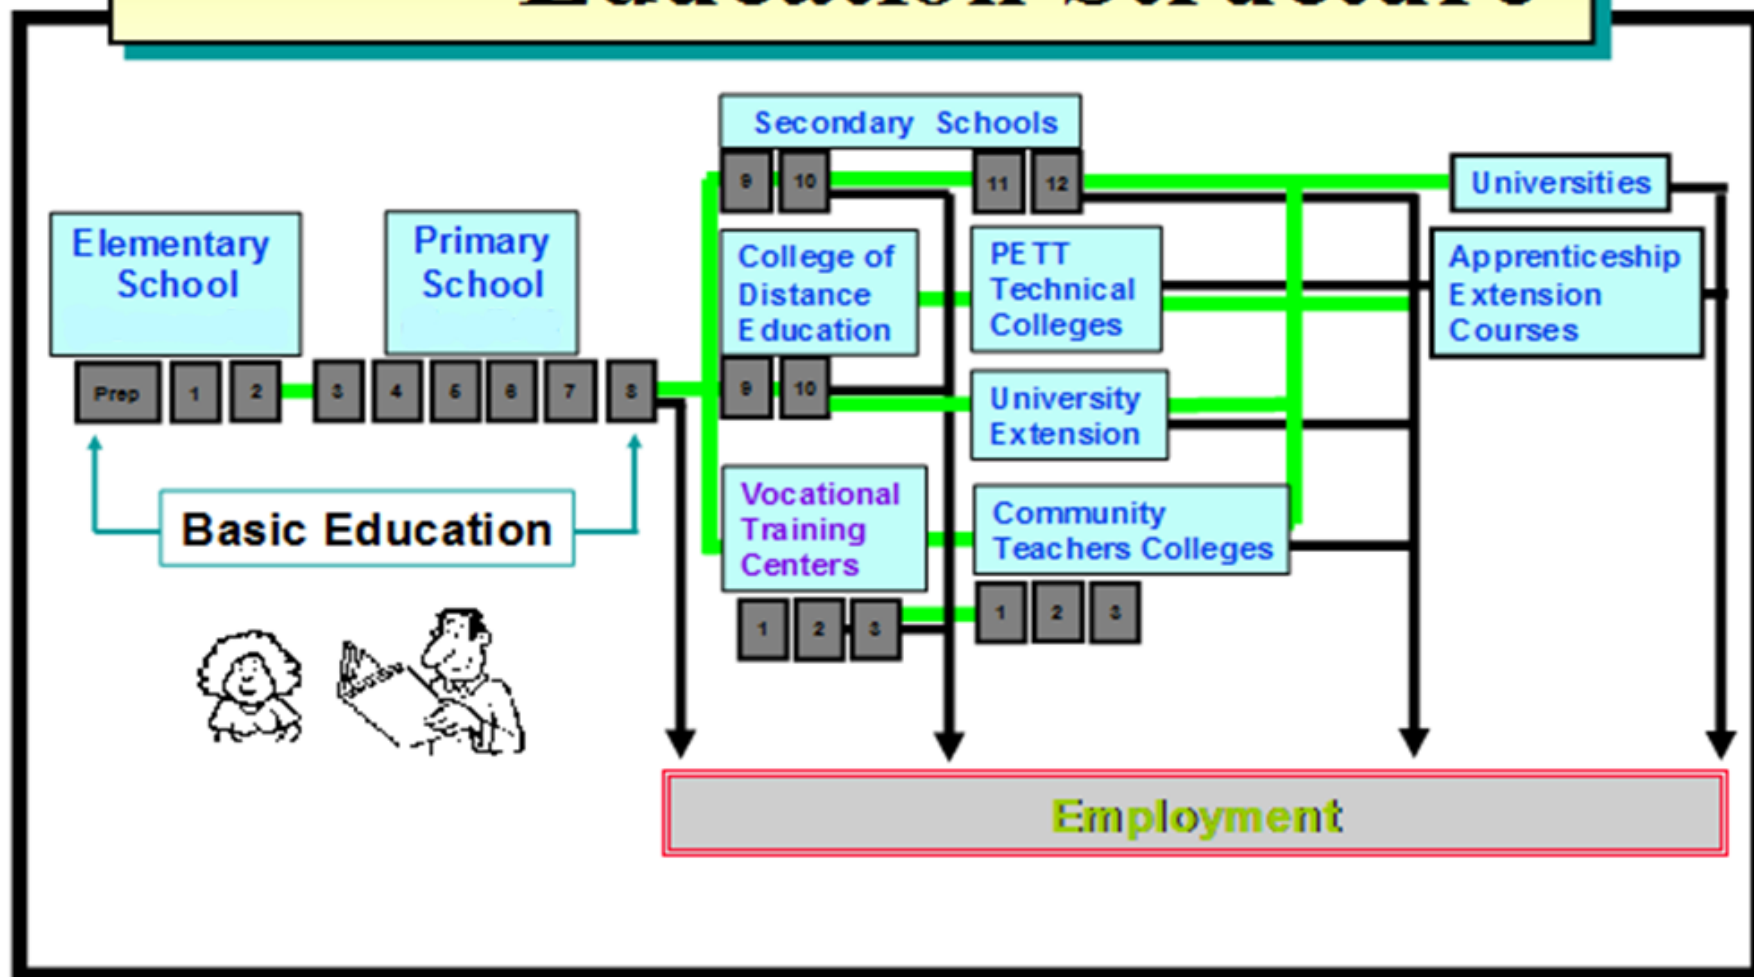 Education Structure
Secondary Schools
9 10 11 12
Universities
Elementary
School
Primary
School
College of
Distance
Education
PETT
Technical
Colleges
Apprenticeship
Extension
Courses
Prep 1 2 3 4 5 6 7 8
9 10
University
Extension
Basic Education
Vocational
Training
Centers
Community
Teachers Colleges
1 2 3
1 2 3
Employment